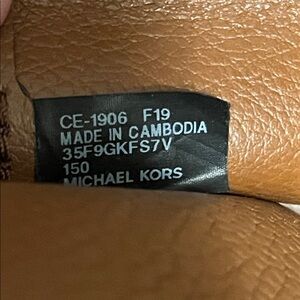 CE-1906 F19
MADE IN CAMBODIA
35F9GKFS7V
150
MICHAEL KORS